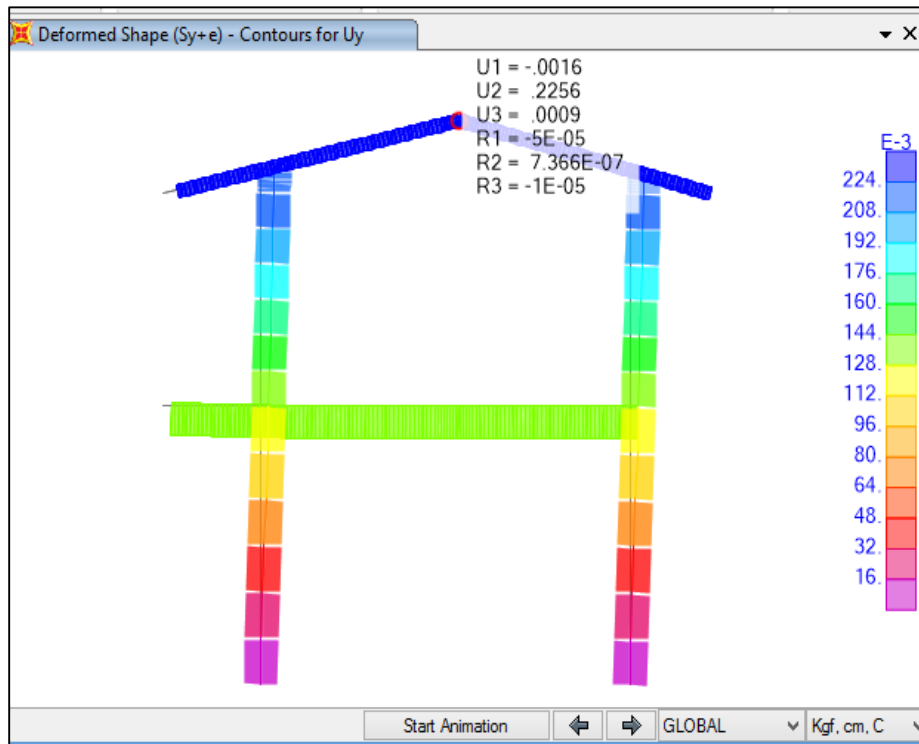 Deformed Shape (Sy+e) - Contours for Uy
U1 = -.0016
U2 = .2256
U3 = .0009
R1 = -5E-05
R2 = 7.366E-07
R3 = -1E-05
E-3
224.
208.
192.
176.
160.
144.
128.
112.
96.
80.
64.
48.
32.
16.
Start Animation
GLOBAL
Kgf, cm, C